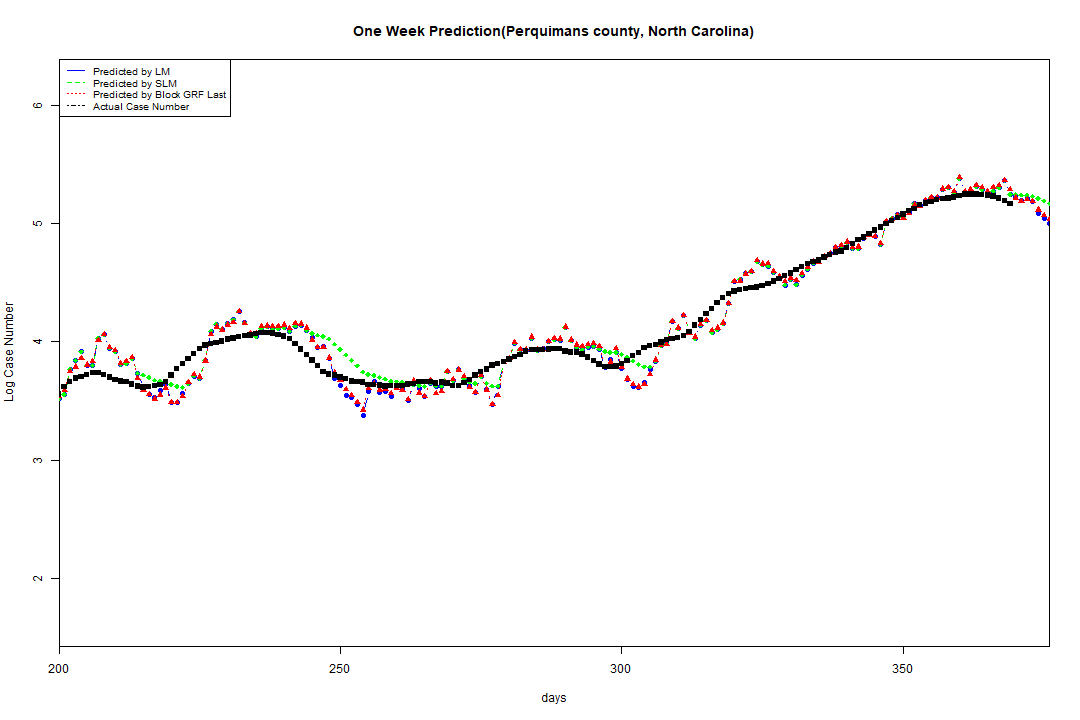 One Week Prediction(Perquimans county, North Carolina)
Predicted by LM
Predicted by SLM
Predicted by Block GRF Last
Actual Case Number
Log Case Number
6
5
4
3
2
200 250 300 350
days